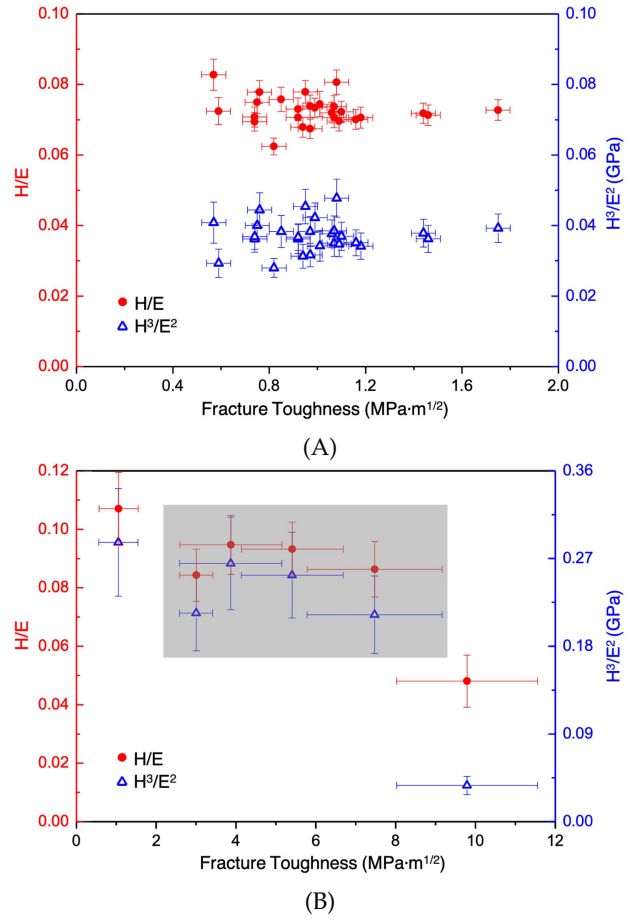 0.10
0.08
0.06
0.04
0.02
0.00
H/E
0.10
0.08
0.06
0.04
0.02
0.00
H³/E² (GPa)
H/E
H³/E²
0.0 0.4 0.8 1.2 1.6 2.0
Fracture Toughness (MPa·m^{1/2})
(A)
0.12
0.10
0.08
0.06
0.04
0.02
0.00
H/E
0.36
0.27
0.18
0.09
0.00
H³/E² (GPa)
H/E
H³/E²
0 2 4 6 8 10 12
Fracture Toughness (MPa·m^{1/2})
(B)